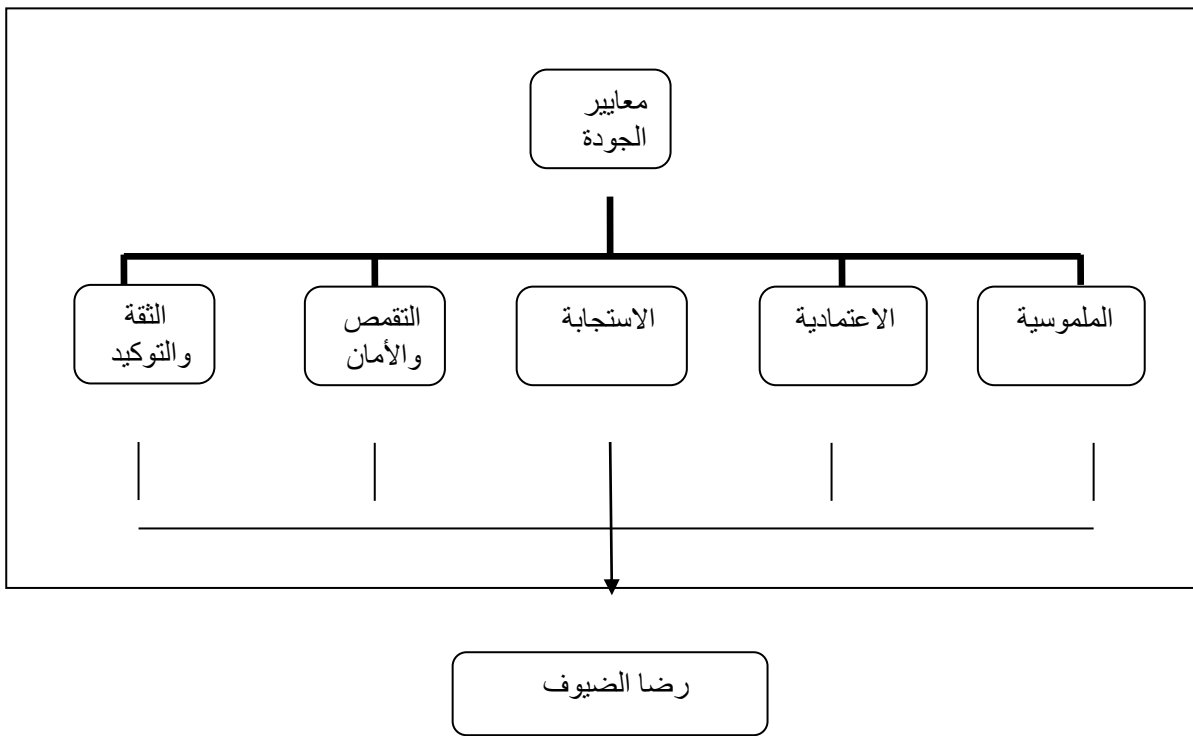 معايير
الجودة
الملموسية
الاعتمادية
الاستجابة
التقمص
والأمان
الثقة
والتوكيد
رضا الضيوف